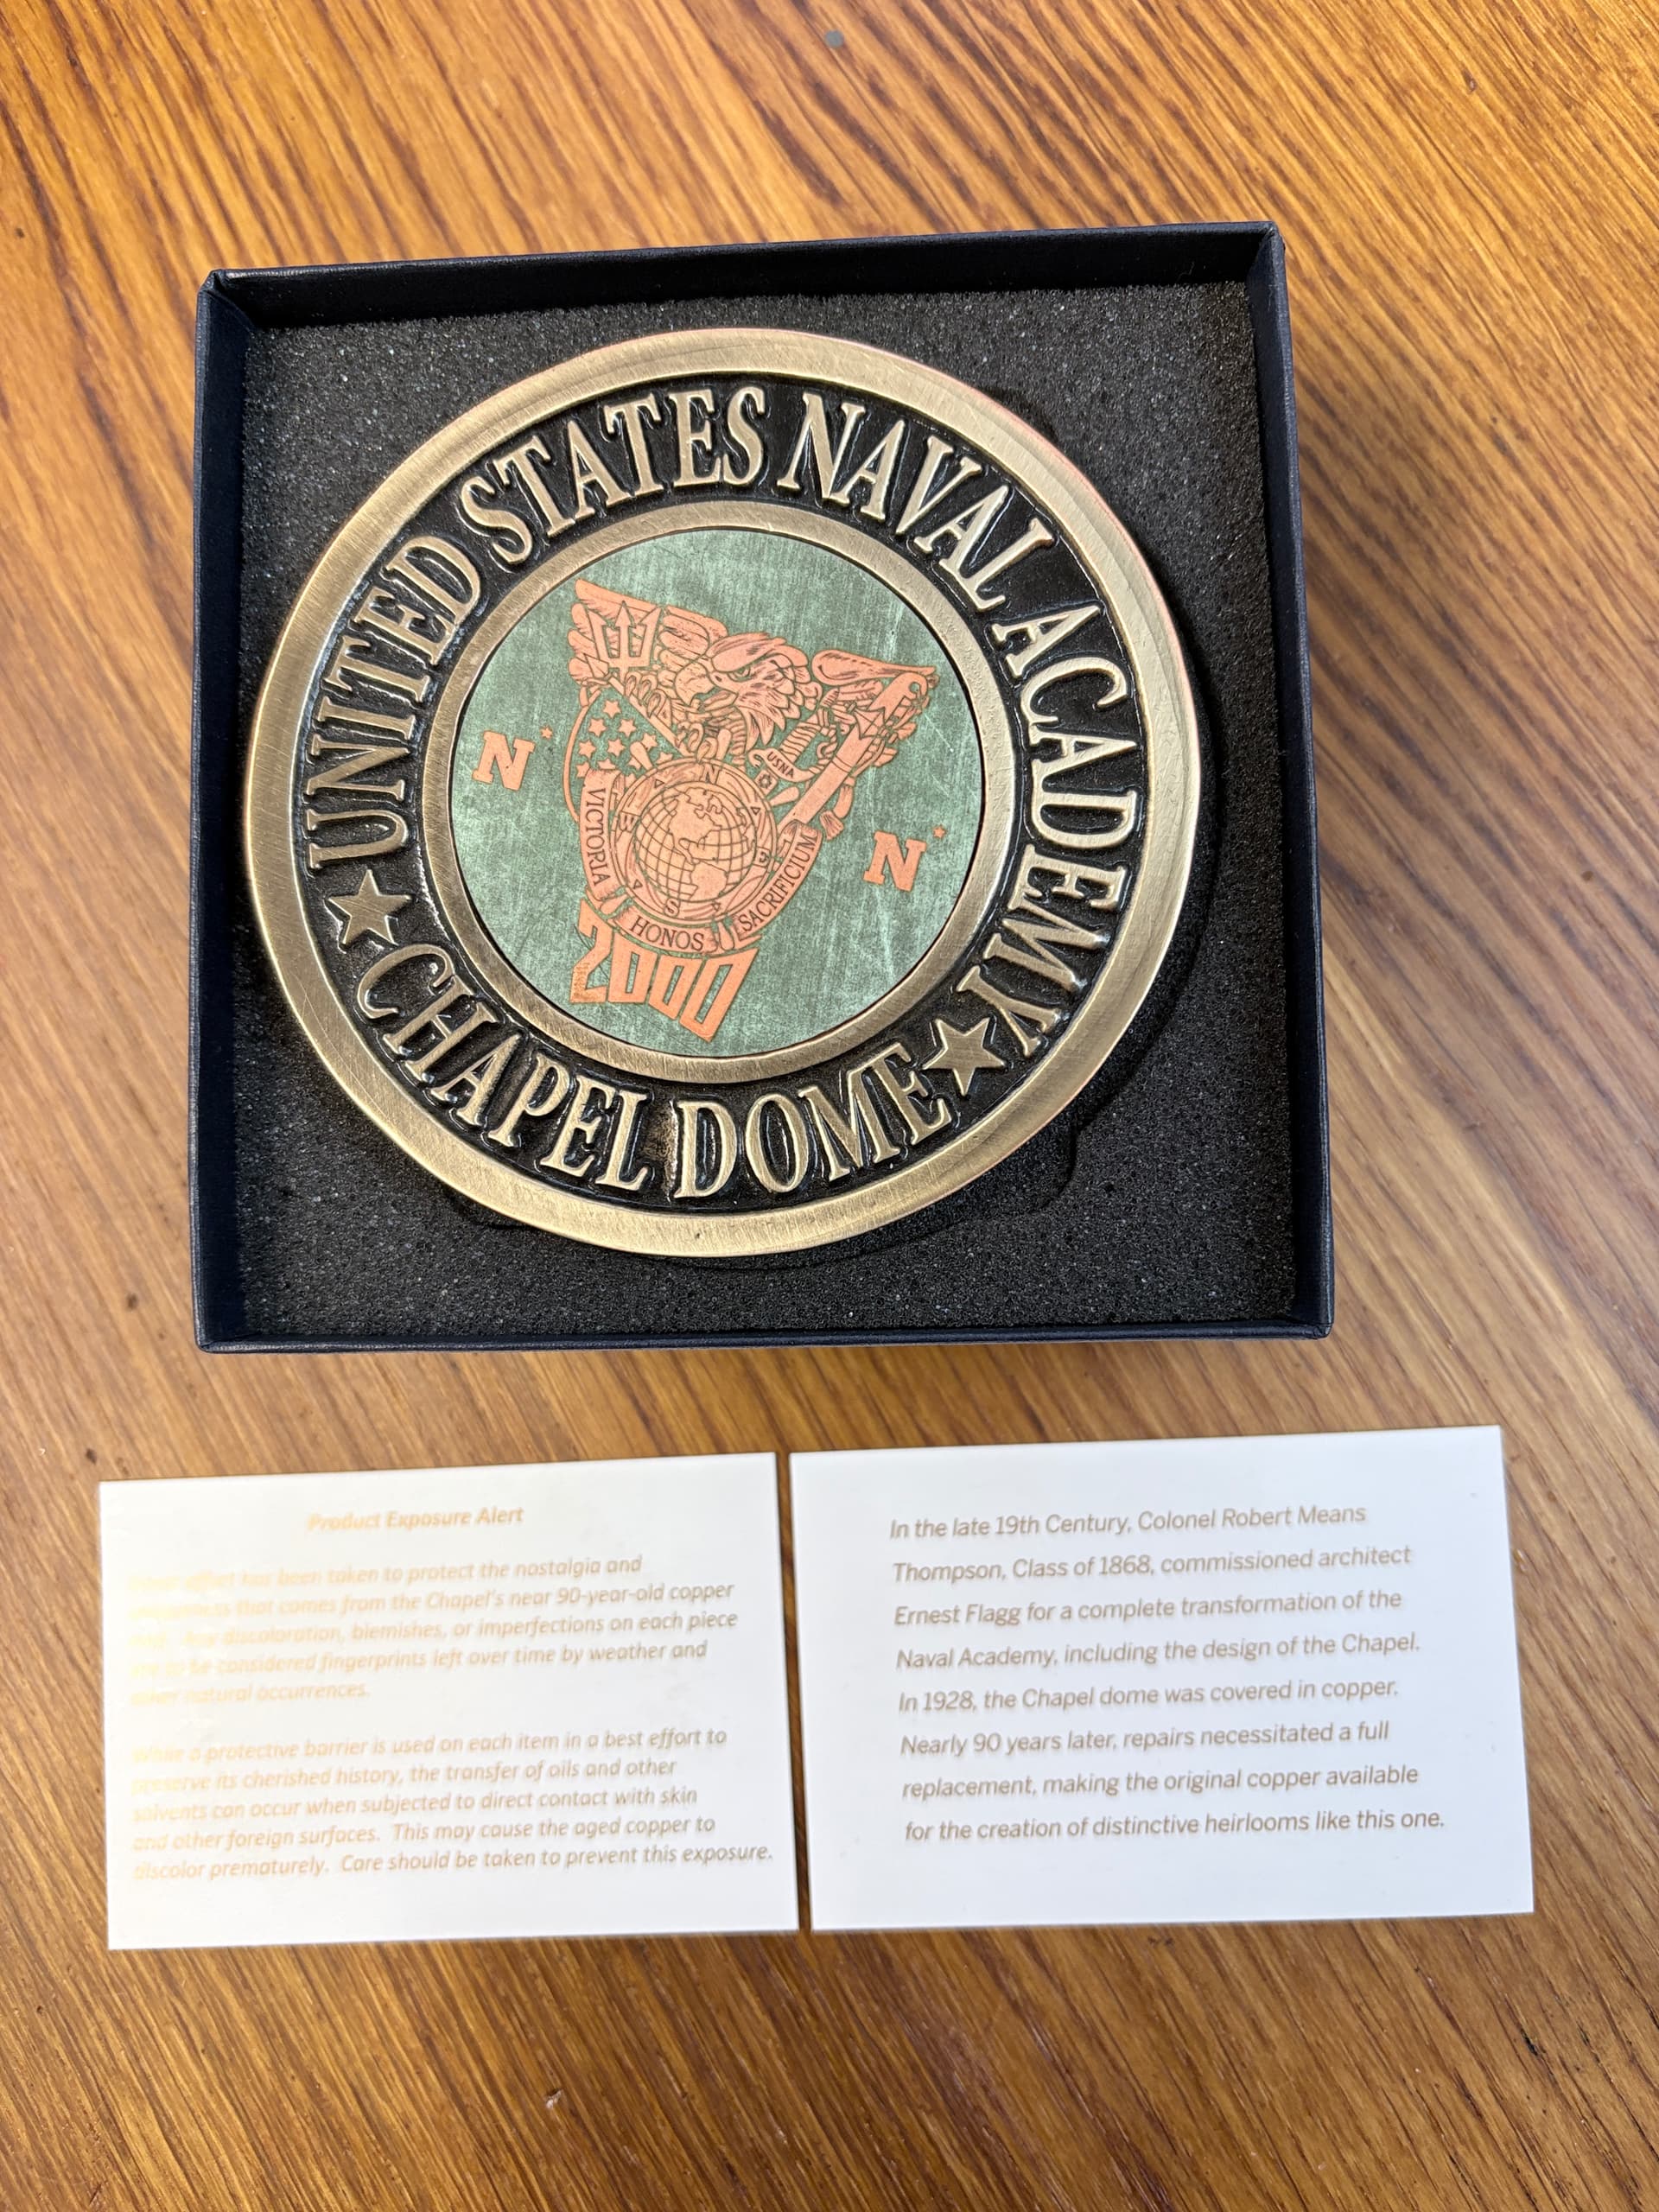 UNITED STATES NAVAL ACADEMY
CHAPEL DOME
N*
N*
USNA
N
S
VICTORIA
HONOS
SACRIFICIUM
2000
Product Exposure Alert
effort has been taken to protect the nostalgia and
that comes from the Chapel's near 90-year-old copper
discoloration, blemishes, or imperfections on each piece
to be considered fingerprints left over time by weather and
other natural occurrences.
While a protective barrier is used on each item in a best effort to
preserve its cherished history, the transfer of oils and other
solvents can occur when subjected to direct contact with skin
and other foreign surfaces. This may cause the aged copper to
discolor prematurely. Care should be taken to prevent this exposure.
In the late 19th Century, Colonel Robert Means
Thompson, Class of 1868, commissioned architect
Ernest Flagg for a complete transformation of the
Naval Academy, including the design of the Chapel.
In 1928, the Chapel dome was covered in copper.
Nearly 90 years later, repairs necessitated a full
replacement, making the original copper available
for the creation of distinctive heirlooms like this one.